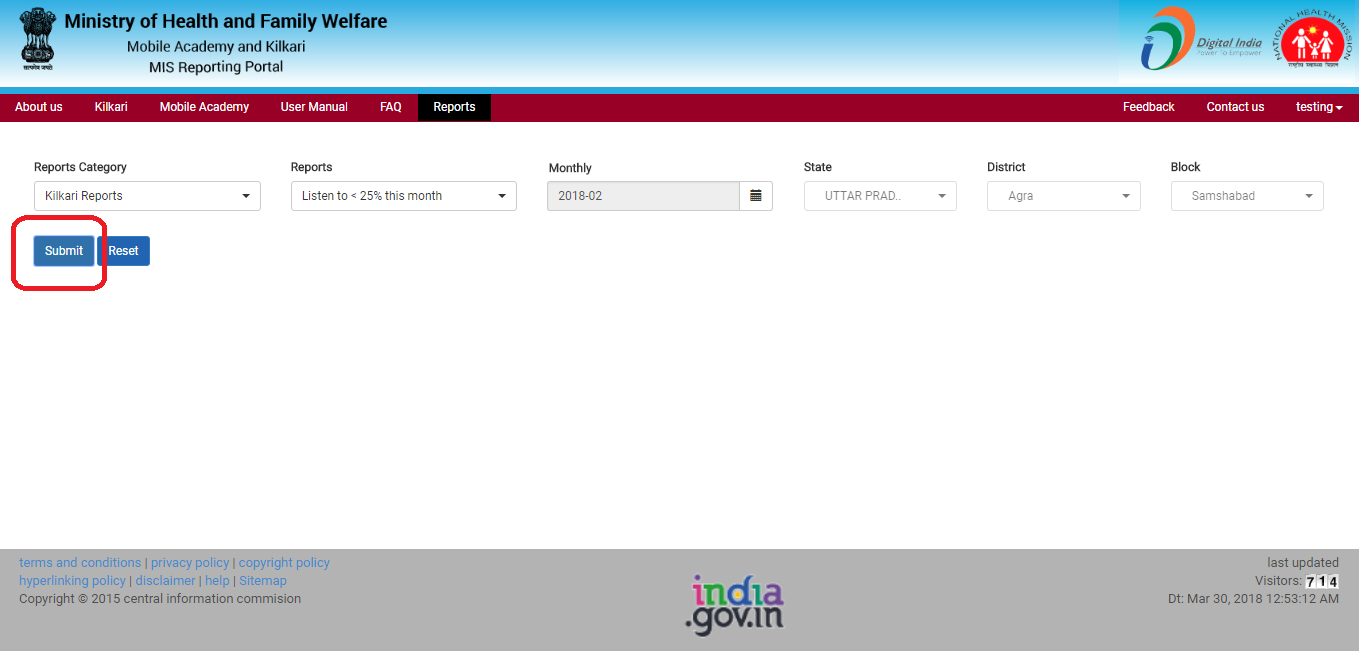 Ministry of Health and Family Welfare
Mobile Academy and Kilkari
MIS Reporting Portal
सत्यमेव जयते
Digital India
Power To Empower
NATIONAL HEALTH MISSION
राष्ट्रीय स्वास्थ्य मिशन
About us Kilkari Mobile Academy User Manual FAQ Reports Feedback Contact us testing
Reports Category Reports Monthly State District Block
Kilkari Reports Listen to < 25% this month 2018-02 UTTAR PRAD.. Agra Samshabad
Submit Reset
terms and conditions | privacy policy | copyright policy
hyperlinking policy | disclaimer | help | Sitemap
Copyright © 2015 central information commision
india
.gov.in
last updated
Visitors: 714
Dt: Mar 30, 2018 12:53:12 AM